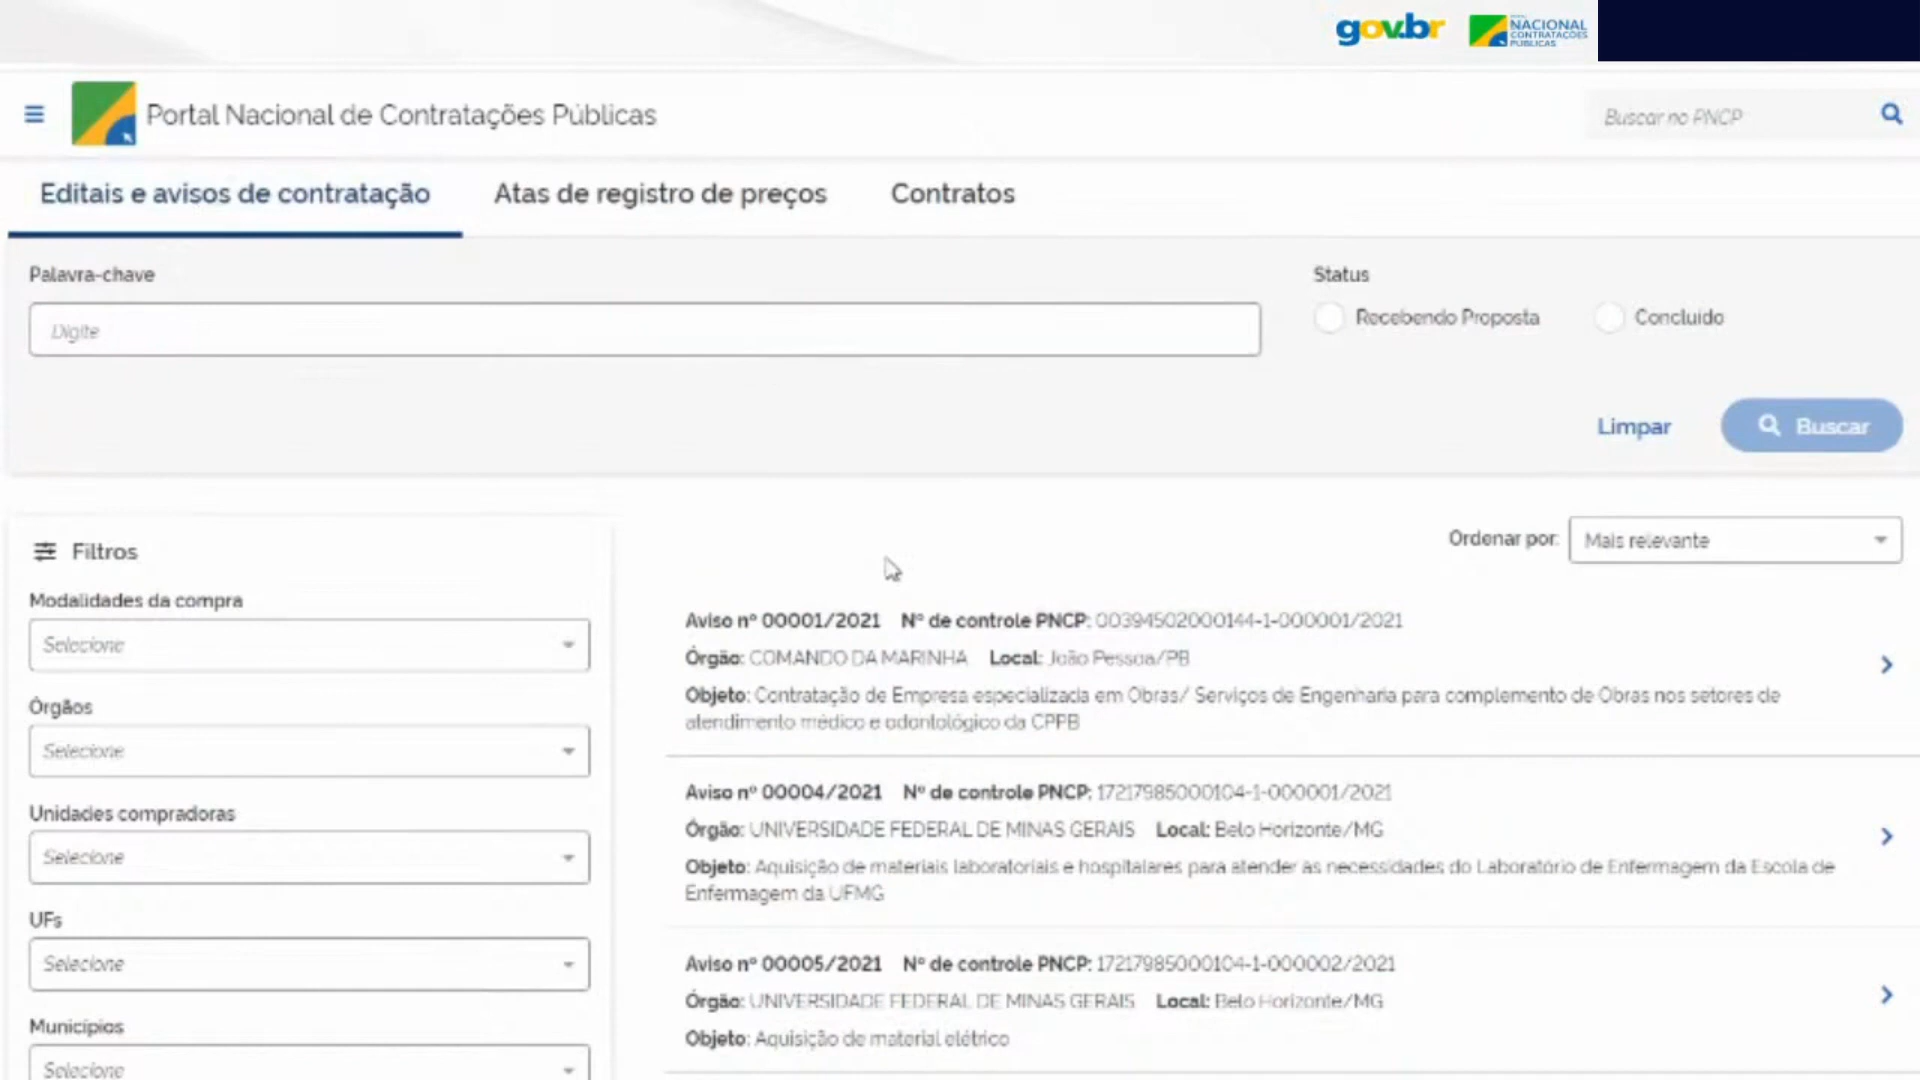 gov.br
NACIONAL
CONTRATAÇÕES
PÚBLICAS
Portal Nacional de Contratações Públicas
Buscar no PNCP
Editais e avisos de contratação
Atas de registro de preços
Contratos
Palavra-chave
Digite
Status
Recebendo Proposta
Concluído
Limpar
Buscar
Filtros
Ordenar por:
Mais relevante
Modalidades da compra
Selecione
Órgãos
Selecione
Unidades compradoras
Selecione
UFs
Selecione
Municípios
Selecione
Aviso nº 00001/2021 Nº de controle PNCP: 00394502000144-1-000001/2021
Órgão: COMANDO DA MARINHA Local: João Pessoa/PB
Objeto: Contratação de Empresa especializada em Obras/ Serviços de Engenharia para complemento de Obras nos setores de
atendimento médico e odontológico da CPPB
Aviso nº 00004/2021 Nº de controle PNCP: 17217985000104-1-000001/2021
Órgão: UNIVERSIDADE FEDERAL DE MINAS GERAIS Local: Belo Horizonte/MG
Objeto: Aquisição de materiais laboratoriais e hospitalares para atender as necessidades do Laboratório de Enfermagem da Escola de
Enfermagem da UFMG
Aviso nº 00005/2021 Nº de controle PNCP: 17217985000104-1-000002/2021
Órgão: UNIVERSIDADE FEDERAL DE MINAS GERAIS Local: Belo Horizonte/MG
Objeto: Aquisição de material elétrico